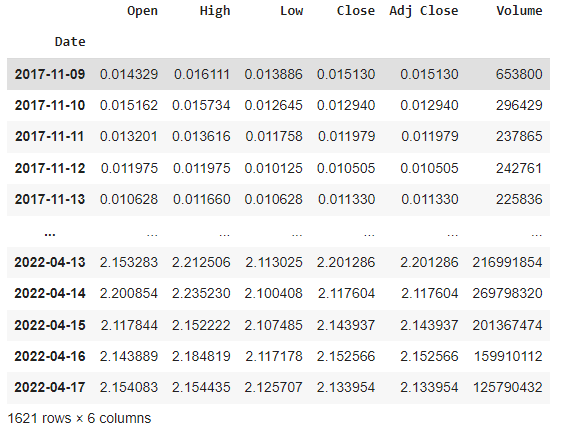 Open High Low Close Adj Close Volume
Date
2017-11-09 0.014329 0.016111 0.013886 0.015130 0.015130 653800
2017-11-10 0.015162 0.015734 0.012645 0.012940 0.012940 296429
2017-11-11 0.013201 0.013616 0.011758 0.011979 0.011979 237865
2017-11-12 0.011975 0.011975 0.010125 0.010505 0.010505 242761
2017-11-13 0.010628 0.011660 0.010628 0.011330 0.011330 225836
... ... ... ... ... ... ...
2022-04-13 2.153283 2.212506 2.113025 2.201286 2.201286 216991854
2022-04-14 2.200854 2.235230 2.100408 2.117604 2.117604 269798320
2022-04-15 2.117844 2.152222 2.107485 2.143937 2.143937 201367474
2022-04-16 2.143889 2.184819 2.117178 2.152566 2.152566 159910112
2022-04-17 2.154083 2.154435 2.125707 2.133954 2.133954 125790432
1621 rows × 6 columns